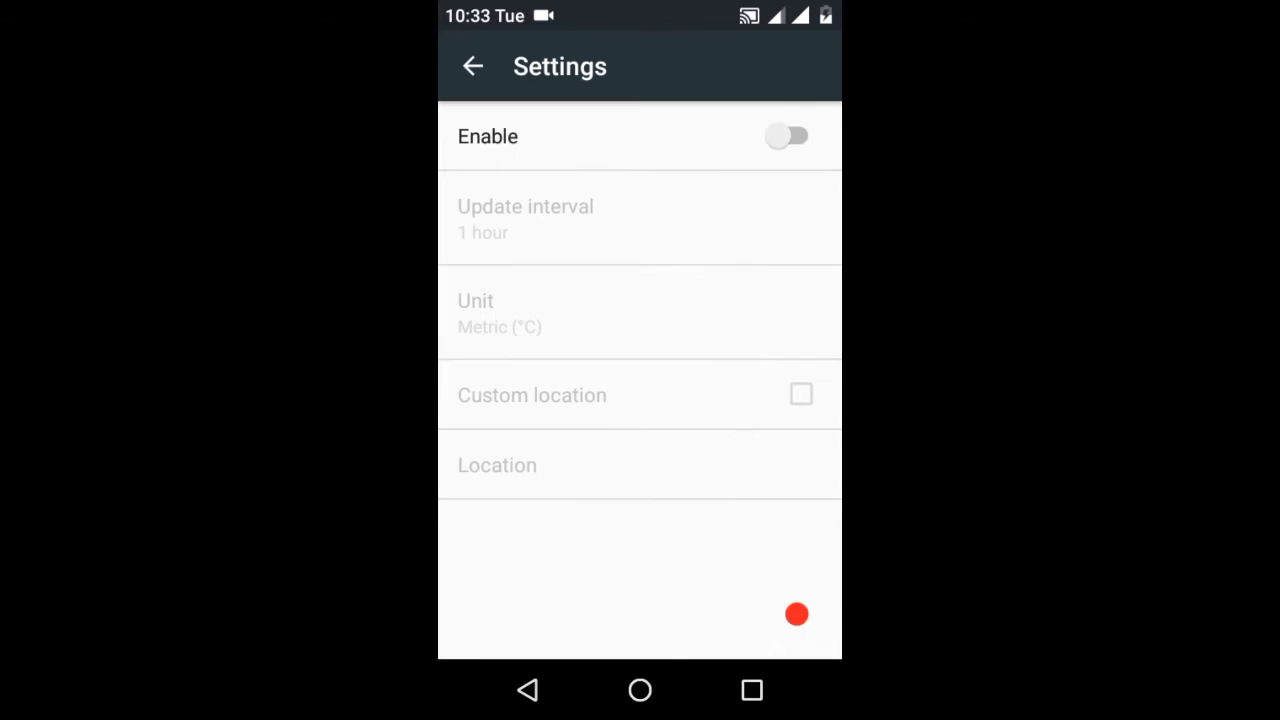 10:33 Tue
Settings
Enable
Update interval
1 hour
Unit
Metric (°C)
Custom location
Location